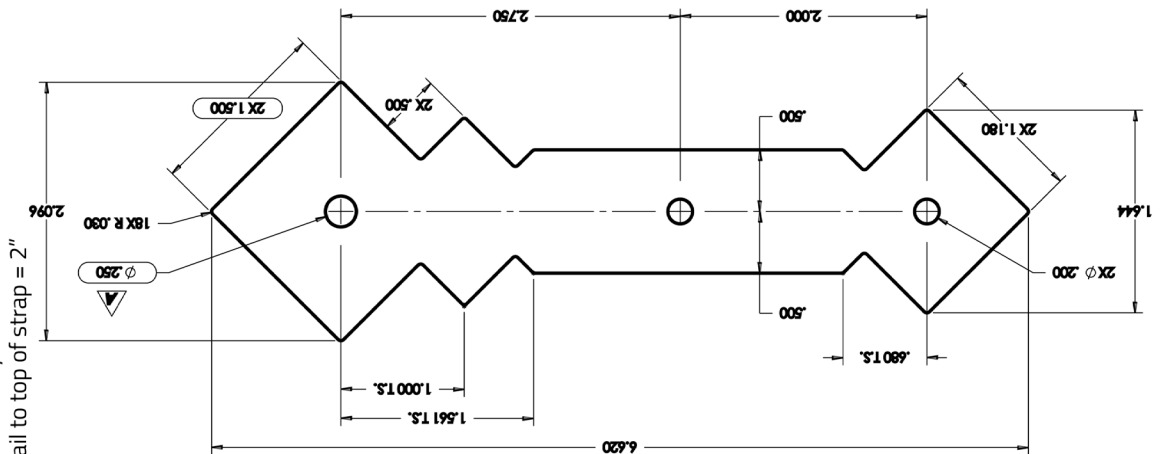 2.750
2.000
2X 1.500
2X .500
.500
2X 1.180
2.096
18X R .030
1.644
⌀ .250
A
2X ⌀ .200
.500
.680 T.S.
1.000 T.S.
1.561 T.S.
6.620
ail to top of strap = 2"